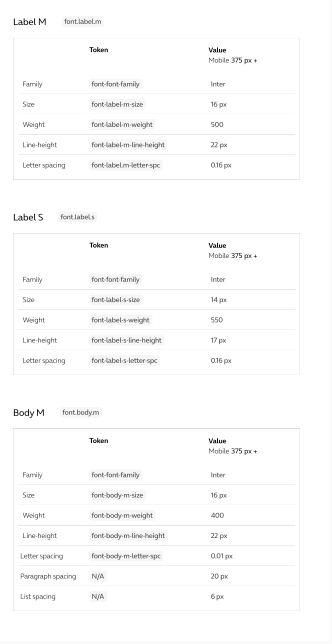 Label M font.label.m
Token Value
Mobile 375 px +
Family font-font-family Inter
Size font-label-m-size 16 px
Weight font-label-m-weight 500
Line-height font-label-m-line-height 22 px
Letter spacing font-label.m-letter-spc 0.16 px
Label S font.label.s
Token Value
Mobile 375 px +
Family font-font-family Inter
Size font-label-s-size 14 px
Weight font-label-s-weight 550
Line-height font-label-s-line-height 17 px
Letter spacing font-label-s-letter-spc 0.16 px
Body M font.body.m
Token Value
Mobile 375 px +
Family font-font-family Inter
Size font-body-m-size 16 px
Weight font-body-m-weight 400
Line-height font-body-m-line-height 22 px
Letter spacing font-body-m-letter-spc 0.01 px
Paragraph spacing N/A 20 px
List spacing N/A 6 px